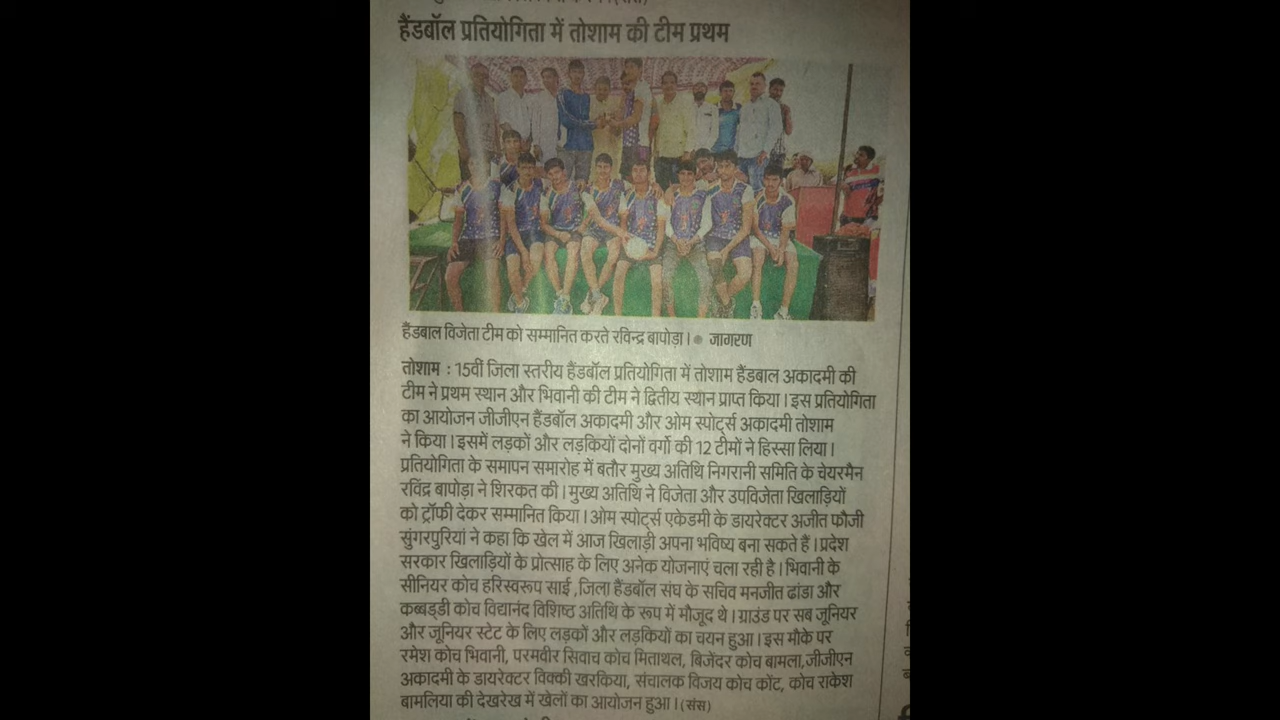 हैंडबॉल प्रतियोगिता में तोशाम की टीम प्रथम
हैंडबाल विजेता टीम को सम्मानित करते रविन्द्र बापोड़ा। ● जागरण
तोशाम : 15वीं जिला स्तरीय हैंडबॉल प्रतियोगिता में तोशाम हैंडबाल अकादमी की
टीम ने प्रथम स्थान और भिवानी की टीम ने द्वितीय स्थान प्राप्त किया। इस प्रतियोगिता
का आयोजन जीजीएन हैंडबॉल अकादमी और ओम स्पोर्ट्स अकादमी तोशाम
ने किया। इसमें लड़कों और लड़कियों दोनों वर्गो की 12 टीमों ने हिस्सा लिया।
प्रतियोगिता के समापन समारोह में बतौर मुख्य अतिथि निगरानी समिति के चेयरमैन
रविंद्र बापोड़ा ने शिरकत की। मुख्य अतिथि ने विजेता और उपविजेता खिलाड़ियों
को ट्रॉफी देकर सम्मानित किया। ओम स्पोर्ट्स एकेडमी के डायरेक्टर अजीत फौजी
सुंगरपुरियां ने कहा कि खेल में आज खिलाड़ी अपना भविष्य बना सकते हैं। प्रदेश
सरकार खिलाड़ियों के प्रोत्साह के लिए अनेक योजनाएं चला रही है। भिवानी के
सीनियर कोच हरिस्वरूप साई ,जिला हैंडबॉल संघ के सचिव मनजीत ढांडा और
कब्बड्डी कोच विद्यानंद विशिष्ठ अतिथि के रूप में मौजूद थे। ग्राउंड पर सब जूनियर
और जूनियर स्टेट के लिए लड़कों और लड़कियों का चयन हुआ। इस मौके पर
रमेश कोच भिवानी, परमवीर सिवाच कोच मिताथल, बिजेंदर कोच बामला,जीजीएन
अकादमी के डायरेक्टर विक्की खरकिया, संचालक विजय कोच कोंट, कोच राकेश
बामलिया की देखरेख में खेलों का आयोजन हुआ। (संस)